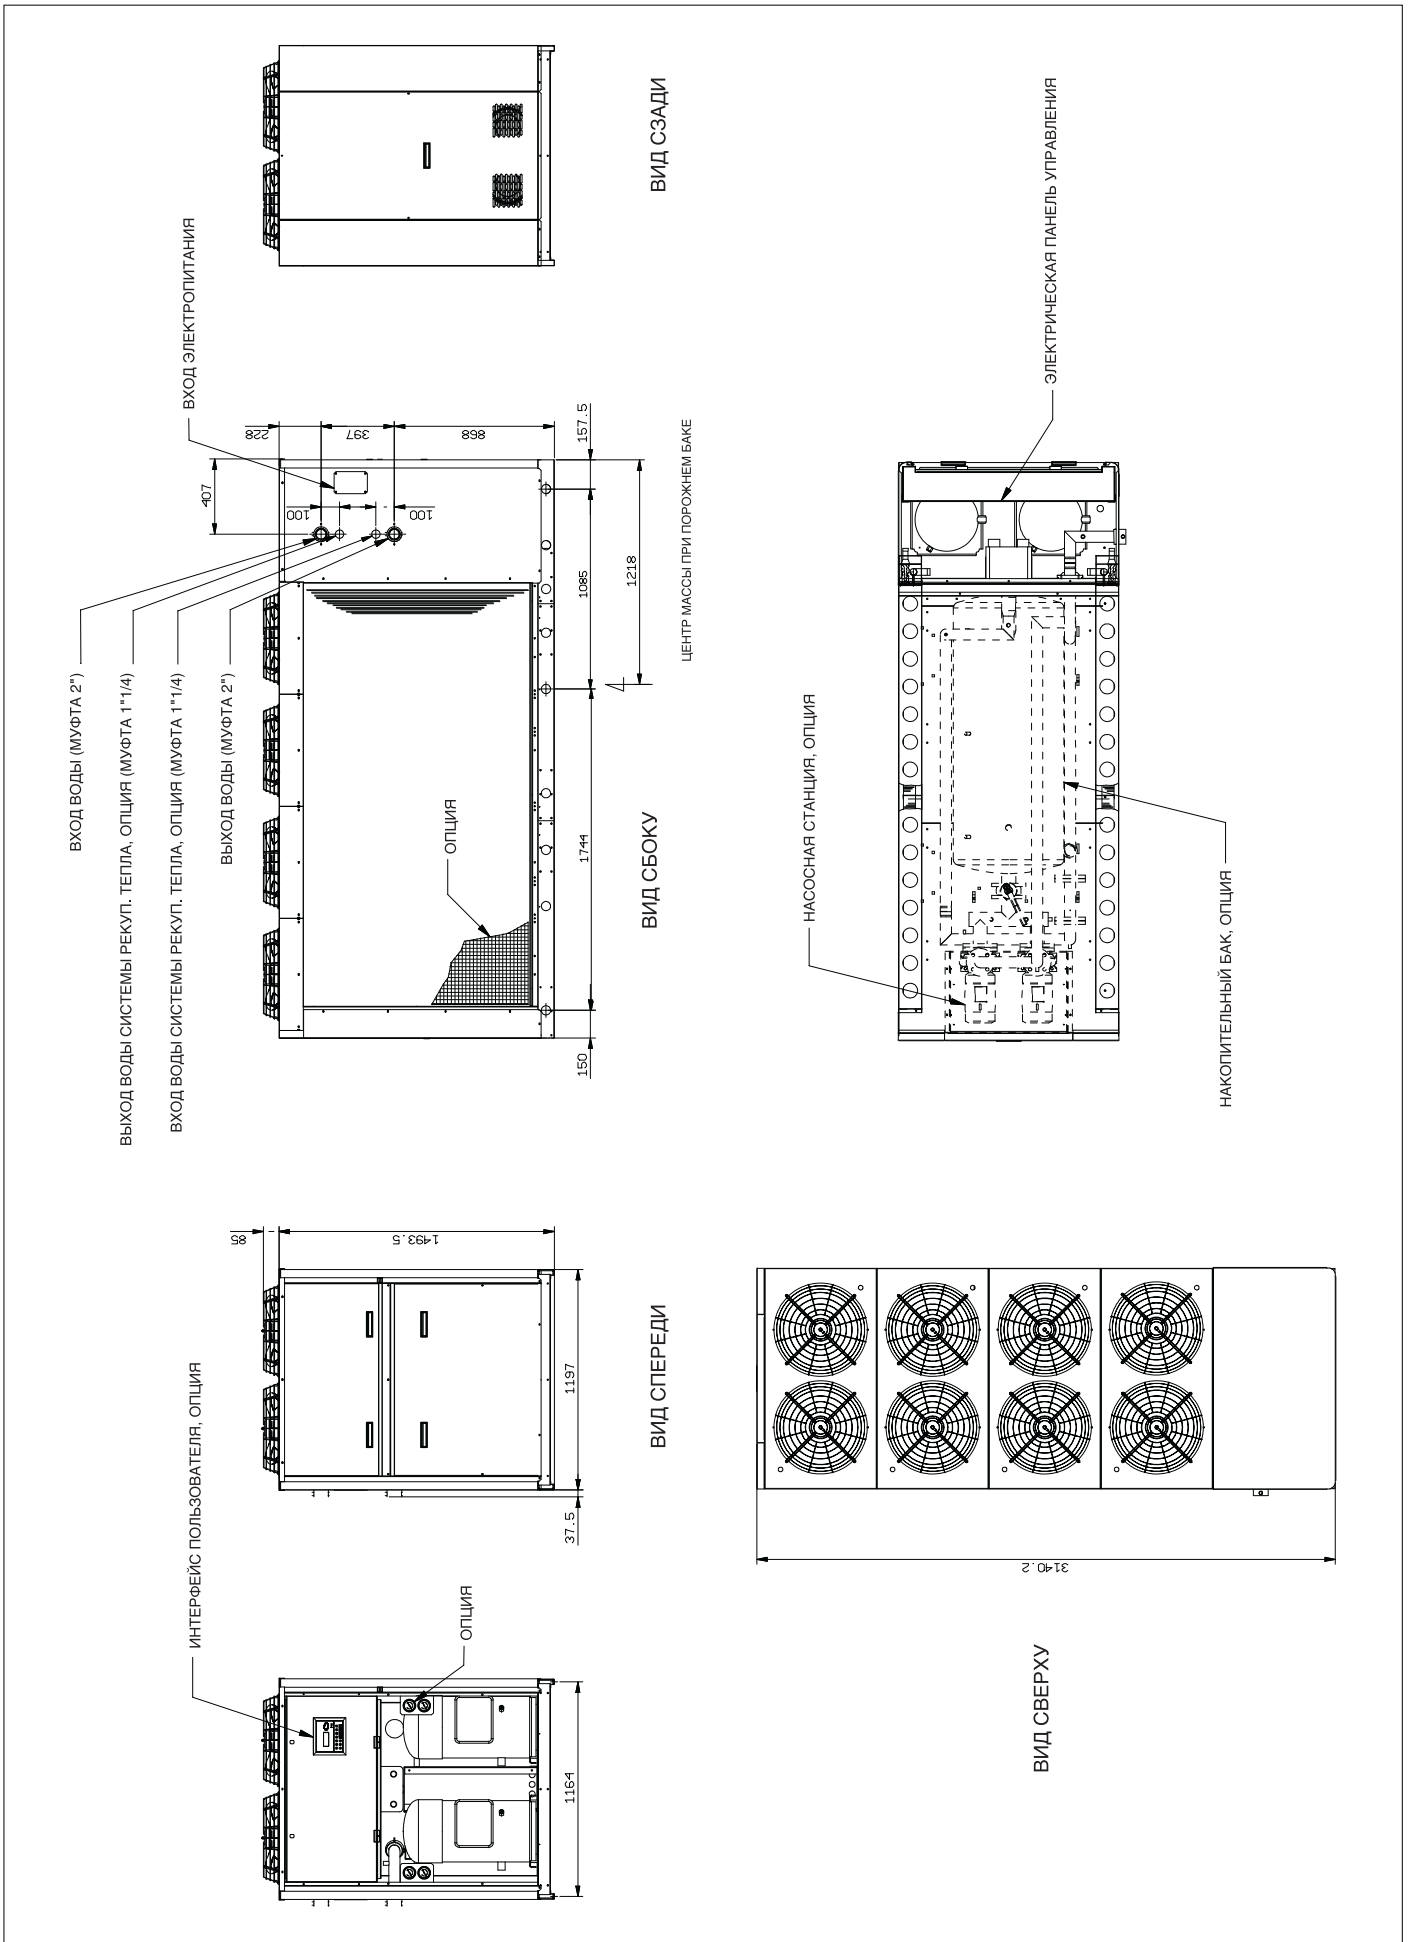 ИНТЕРФЕЙС ПОЛЬЗОВАТЕЛЯ, ОПЦИЯ
ОПЦИЯ
1164
85
1493.5
1197
37.5
ВИД СПЕРЕДИ
ВХОД ВОДЫ (МУФТА 2")
ВЫХОД ВОДЫ СИСТЕМЫ РЕКУП. ТЕПЛА, ОПЦИЯ (МУФТА 1"1/4)
ВХОД ВОДЫ СИСТЕМЫ РЕКУП. ТЕПЛА, ОПЦИЯ (МУФТА 1"1/4)
ВЫХОД ВОДЫ (МУФТА 2")
ВХОД ЭЛЕКТРОПИТАНИЯ
407
228
397
868
100
100
157.5
1085
1218
1744
150
ОПЦИЯ
ЦЕНТР МАССЫ ПРИ ПОРОЖНЕМ БАКЕ
ВИД СБОКУ
ВИД СЗАДИ
3140.2
ВИД СВЕРХУ
НАСОСНАЯ СТАНЦИЯ, ОПЦИЯ
ЭЛЕКТРИЧЕСКАЯ ПАНЕЛЬ УПРАВЛЕНИЯ
НАКОПИТЕЛЬНЫЙ БАК, ОПЦИЯ